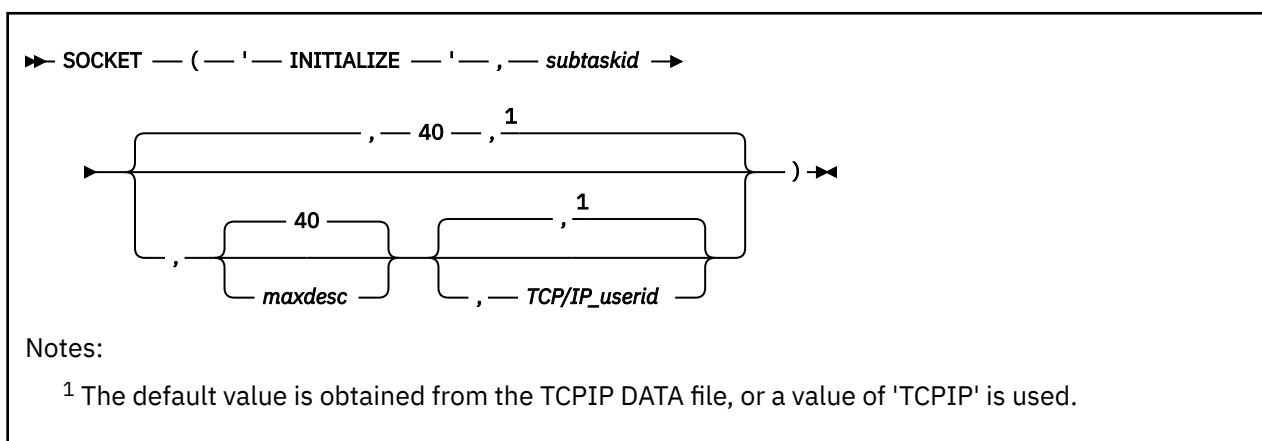 SOCKET ( ' INITIALIZE ' , subtaskid
, 40 , 1
)
40 , 1
,
maxdesc , TCP/IP_userid
Notes:
1 The default value is obtained from the TCPIP DATA file, or a value of 'TCPIP' is used.